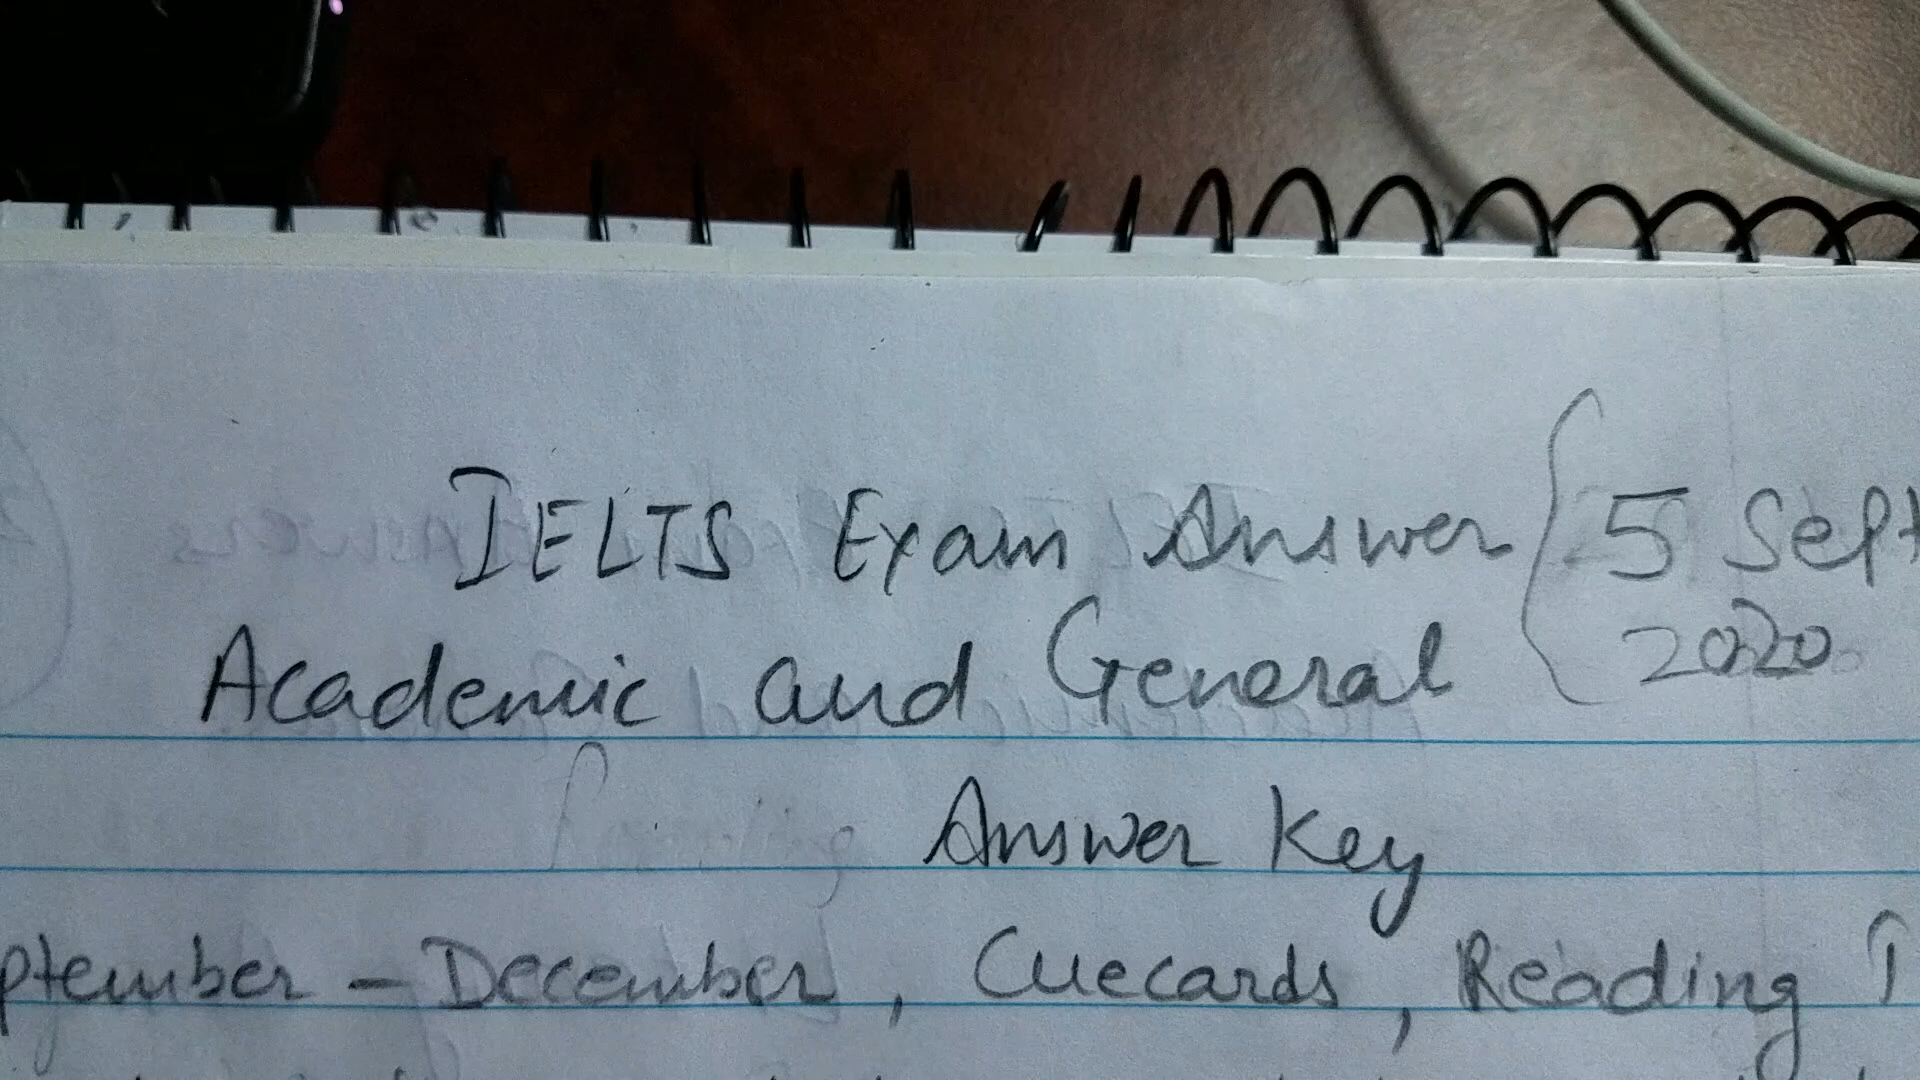 IELTS Exam Answer { 5 Sept
Academic and General 2020
Answer Key
ptember - December, Cuecards, Reading